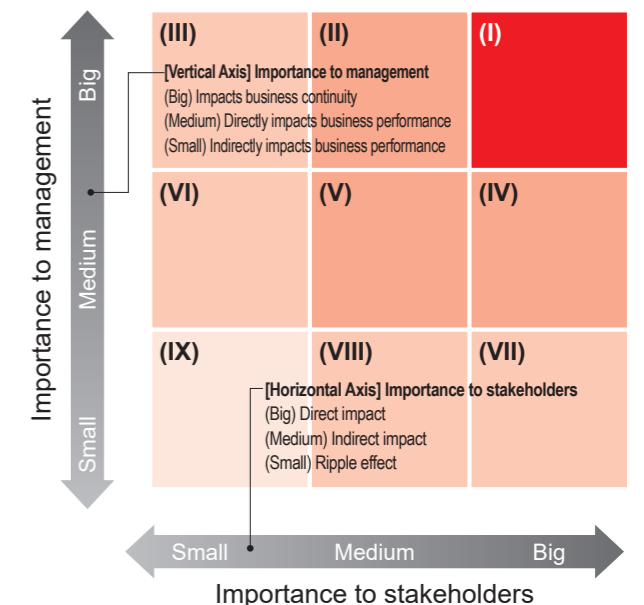 (III)
(II)
(I)
[Vertical Axis] Importance to management
(Big) Impacts business continuity
(Medium) Directly impacts business performance
(Small) Indirectly impacts business performance
(VI)
(V)
(IV)
(IX)
(VIII)
(VII)
[Horizontal Axis] Importance to stakeholders
(Big) Direct impact
(Medium) Indirect impact
(Small) Ripple effect
Importance to management
Big
Medium
Small
Small
Medium
Big
Importance to stakeholders